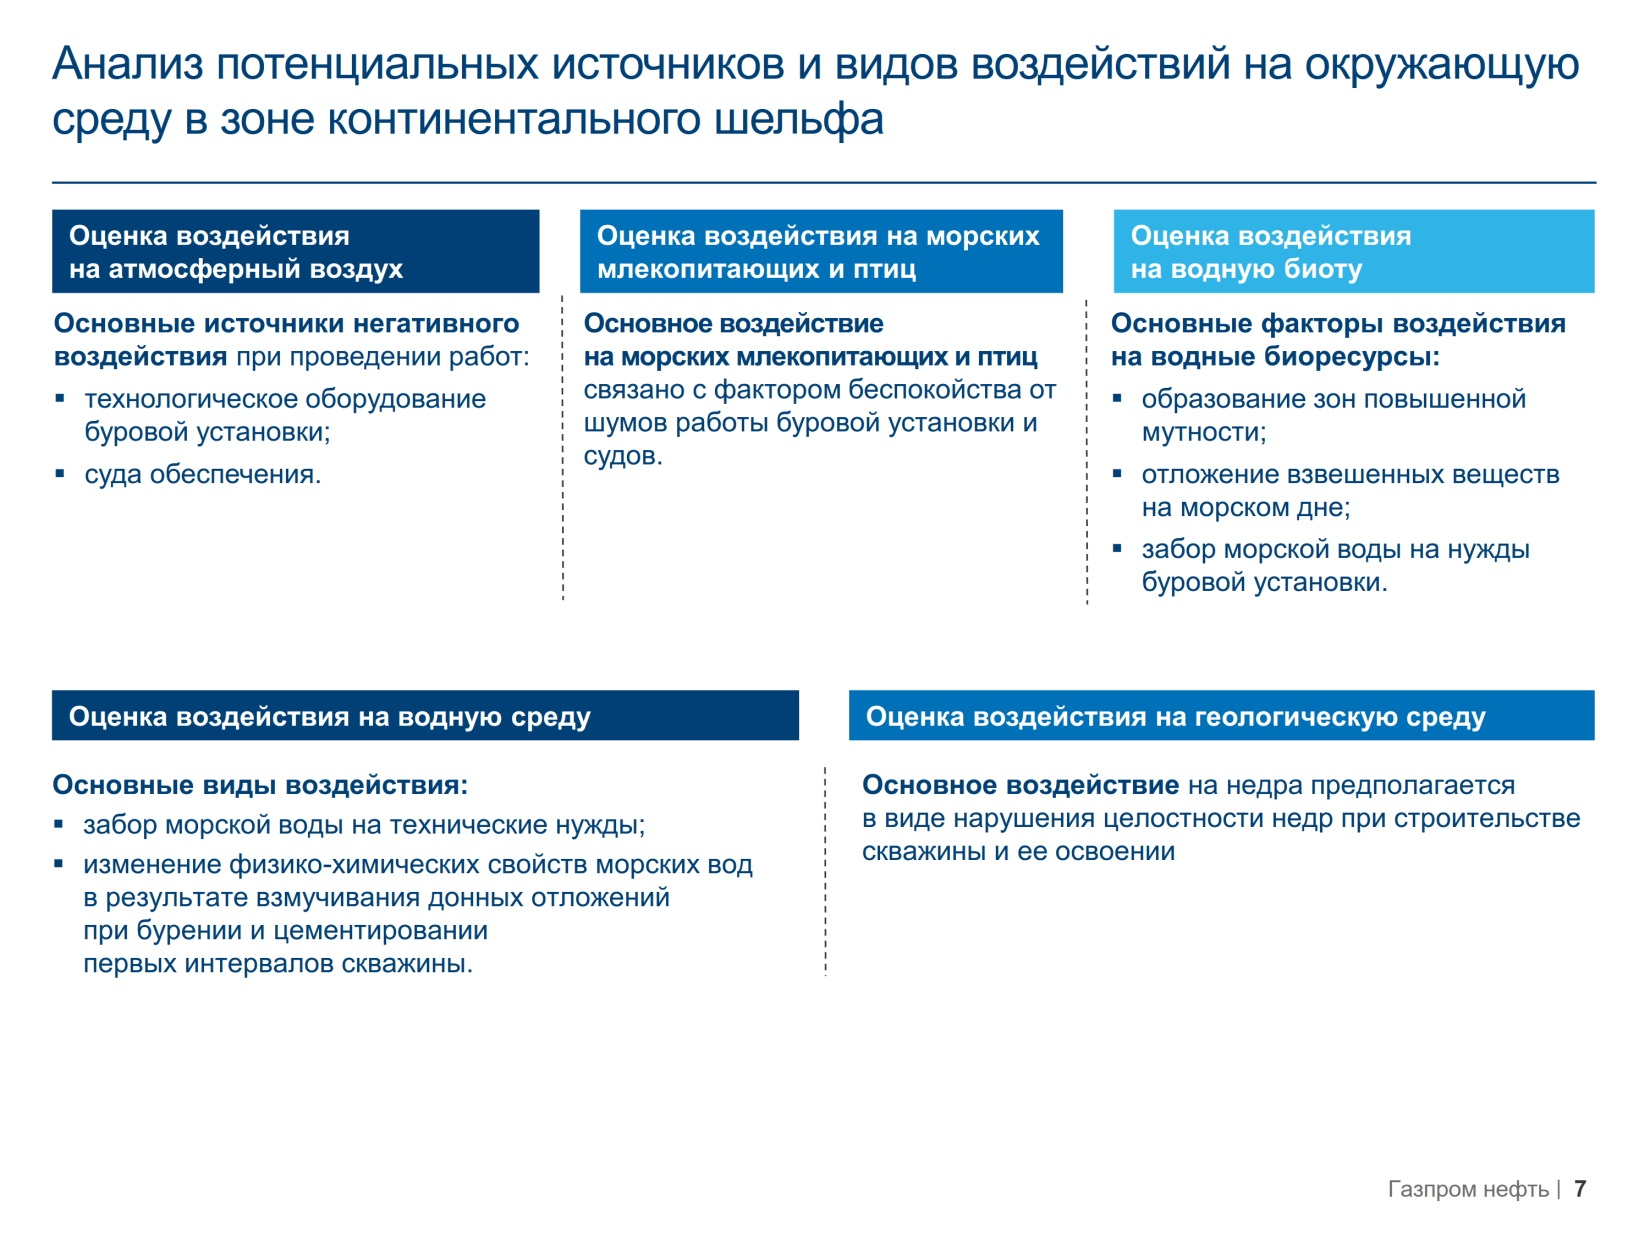 Анализ потенциальных источников и видов воздействий на окружающую
среду в зоне континентального шельфа
Оценка воздействия
на атмосферный воздух
Основные источники негативного
воздействия при проведении работ:
▪ технологическое оборудование
буровой установки;
▪ суда обеспечения.
Оценка воздействия на морских
млекопитающих и птиц
Основное воздействие
на морских млекопитающих и птиц
связано с фактором беспокойства от
шумов работы буровой установки и
судов.
Оценка воздействия
на водную биоту
Основные факторы воздействия
на водные биоресурсы:
▪ образование зон повышенной
мутности;
▪ отложение взвешенных веществ
на морском дне;
▪ забор морской воды на нужды
буровой установки.
Оценка воздействия на водную среду
Основные виды воздействия:
▪ забор морской воды на технические нужды;
▪ изменение физико-химических свойств морских вод
в результате взмучивания донных отложений
при бурении и цементировании
первых интервалов скважины.
Оценка воздействия на геологическую среду
Основное воздействие на недра предполагается
в виде нарушения целостности недр при строительстве
скважины и ее освоении
Газпром нефть | 7